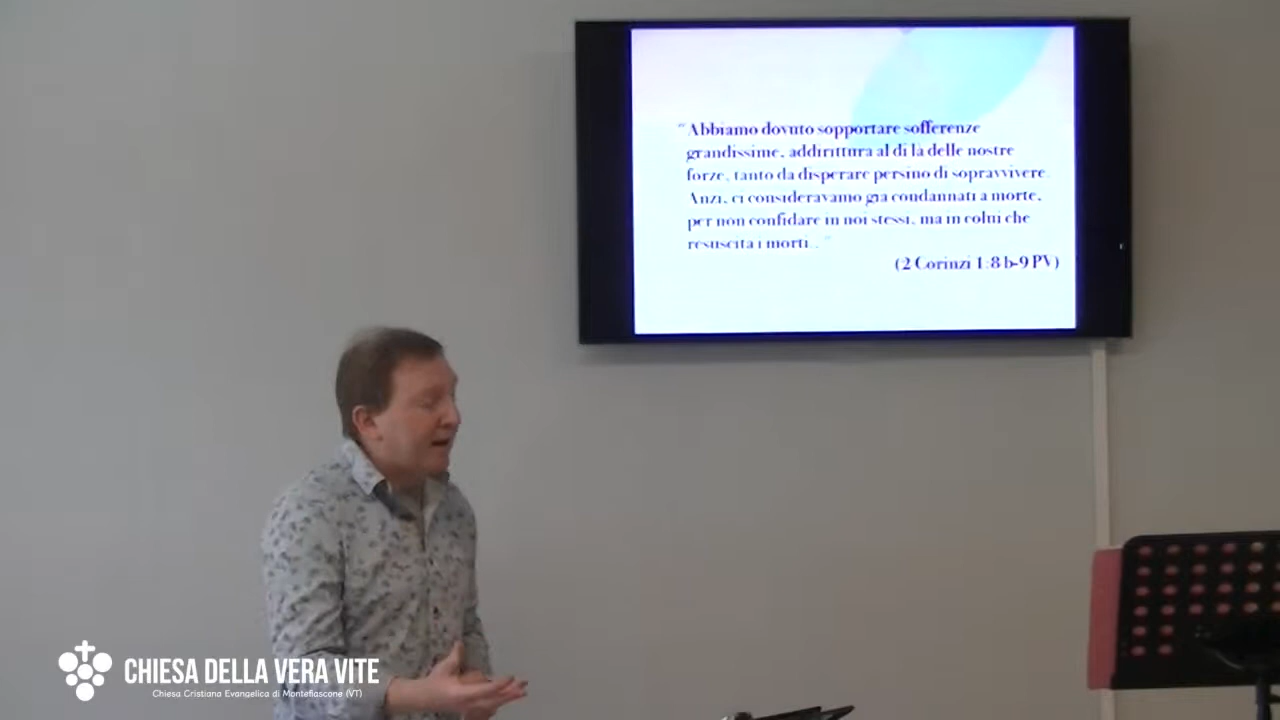 “Abbiamo dovuto sopportare sofferenze
grandissime, addirittura al di là delle nostre
forze, tanto da disperare persino di sopravvivere.
Anzi, ci consideravamo già condannati a morte,
per non confidare in noi stessi, ma in colui che
resuscita i morti.. ”
(2 Corinzi 1:8 b-9 PV)
CHIESA DELLA VERA VITE
Chiesa Cristiana Evangelica di Montefiascone (VT)